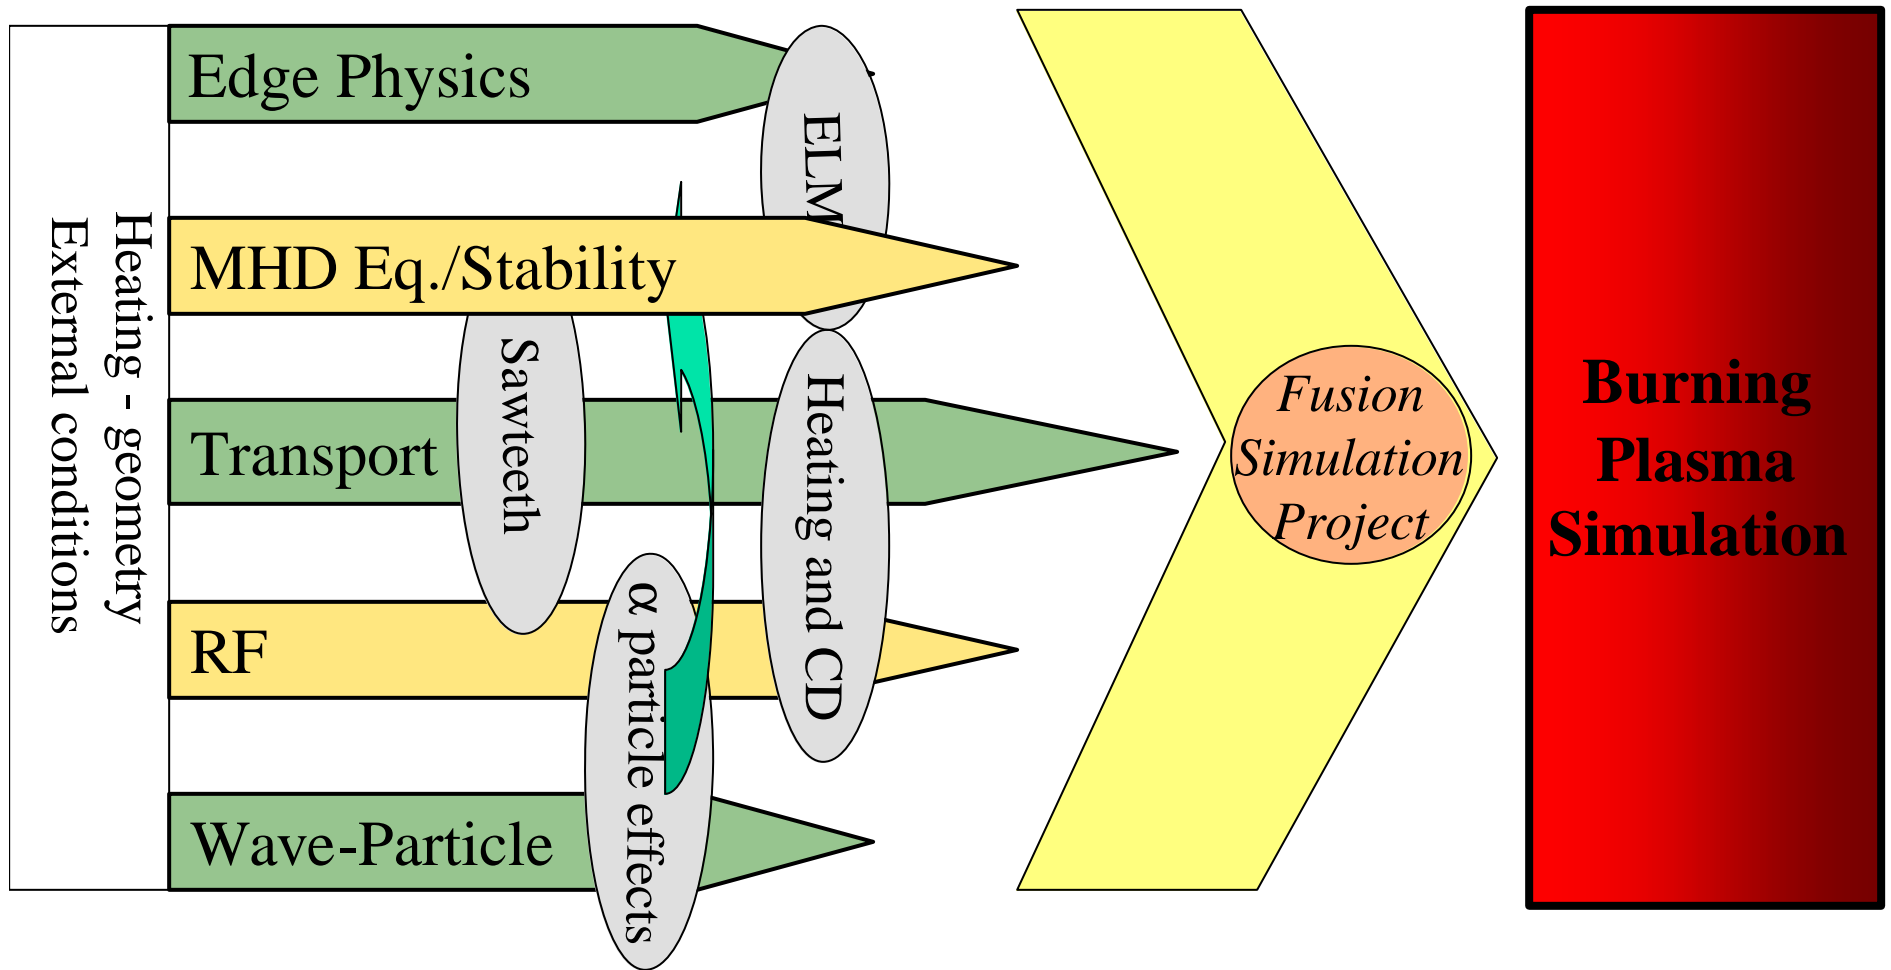 Heating - geometry
External conditions
Edge Physics
MHD Eq./Stability
Transport
RF
Wave-Particle
ELM
Sawteeth
Heating and CD
α particle effects
Fusion
Simulation
Project
Burning
Plasma
Simulation